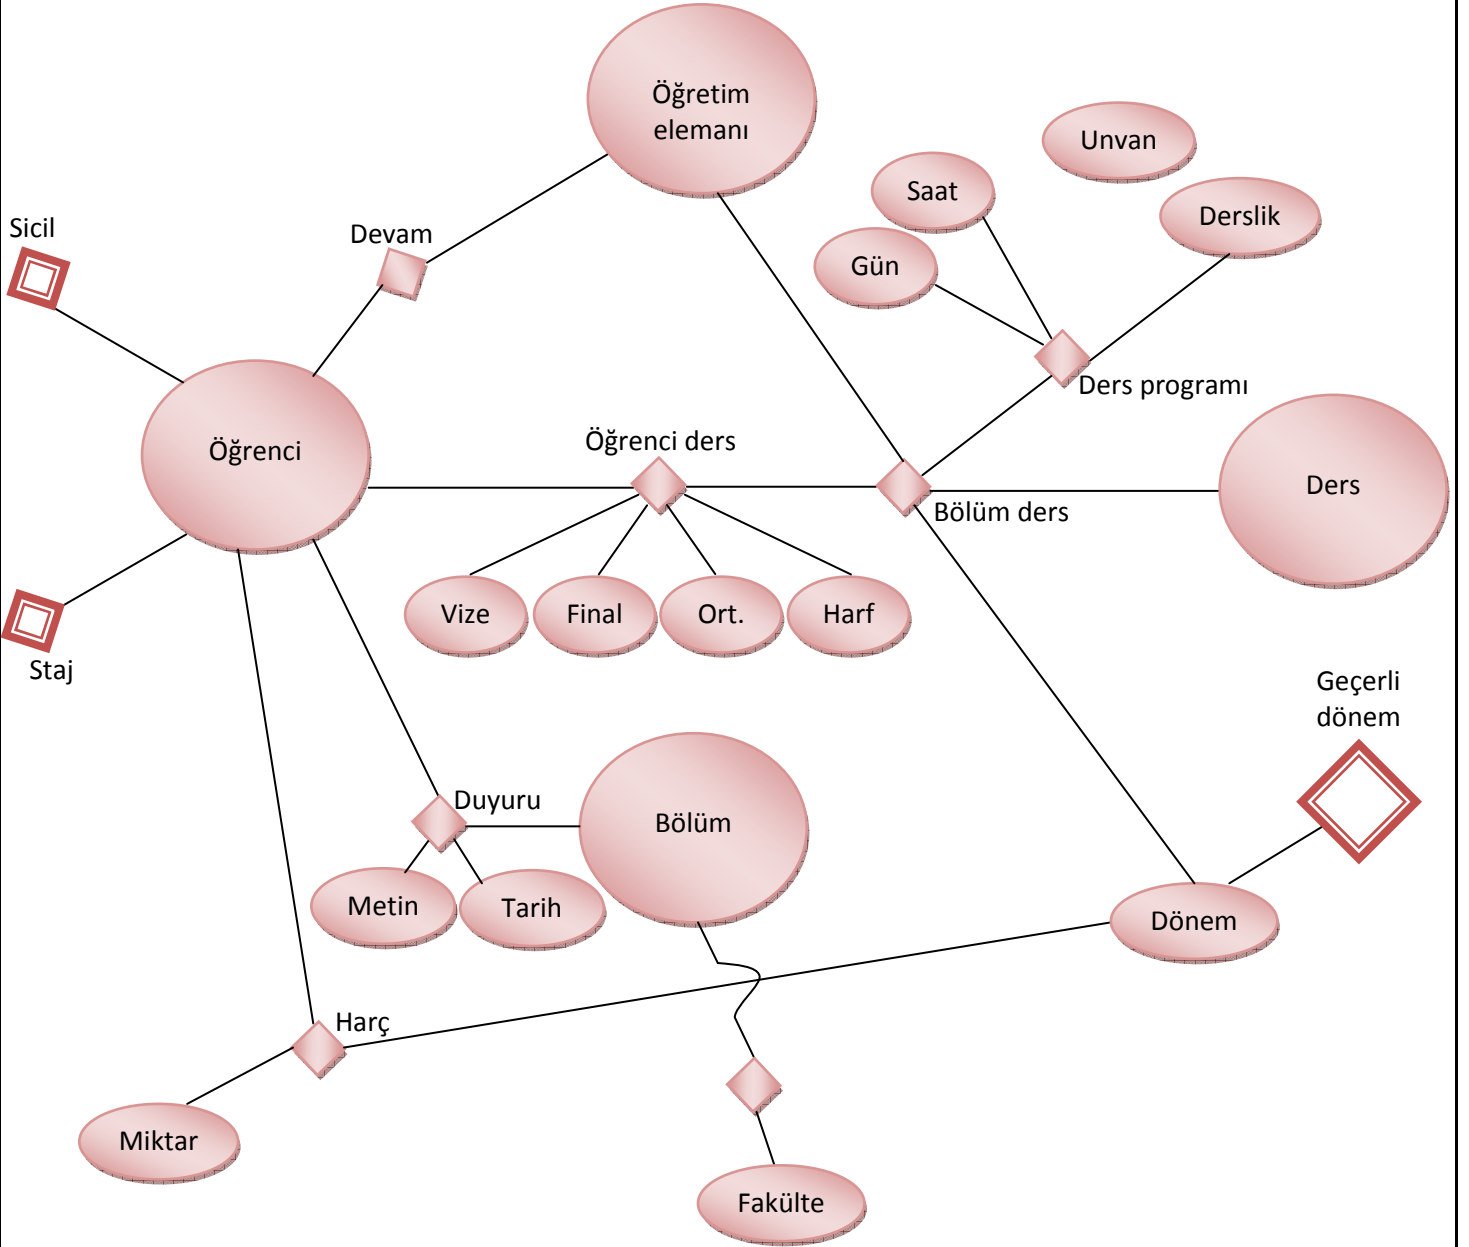 Öğretim
elemanı
Unvan
Saat
Derslik
Sicil
Devam
Gün
Ders programı
Öğrenci
Öğrenci ders
Ders
Bölüm ders
Vize
Final
Ort.
Harf
Staj
Geçerli
dönem
Duyuru
Bölüm
Metin
Tarih
Dönem
Harç
Miktar
Fakülte